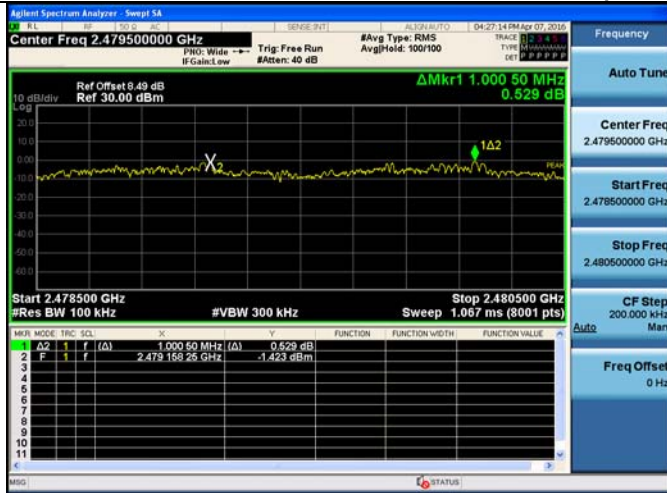 Agilent Spectrum Analyzer - Swept SA
RL RF 50 Ω AC SENSE:INT ALIGN AUTO 04:27:14 PM Apr 07, 2016
Center Freq 2.479500000 GHz
PNO: Wide
IFGain:Low
Trig: Free Run
#Atten: 40 dB
#Avg Type: RMS
Avg|Hold: 100/100
TRACE 1 2 3 4 5 6
TYPE M
DET P P P P P P
ΔMkr1 1.000 50 MHz
0.529 dB
Ref Offset 8.49 dB
10 dB/div Ref 30.00 dBm
Log
20.0
10.0
0.00
-10.0
-20.0
-30.0
-40.0
-50.0
-60.0
X2
1Δ2
PEAK
Start 2.478500 GHz Stop 2.480500 GHz
#Res BW 100 kHz #VBW 300 kHz Sweep 1.067 ms (8001 pts)
MKR MODE TRC SCL X Y FUNCTION FUNCTION WIDTH FUNCTION VALUE
1 Δ2 1 f (Δ) 1.000 50 MHz (Δ) 0.529 dB
2 F 1 f 2.479 158 25 GHz -1.423 dBm
3
4
5
6
7
8
9
10
11
MSG STATUS
Frequency
Auto Tune
Center Freq
2.479500000 GHz
Start Freq
2.478500000 GHz
Stop Freq
2.480500000 GHz
CF Step
200.000 kHz
Auto Man
Freq Offset
0 Hz